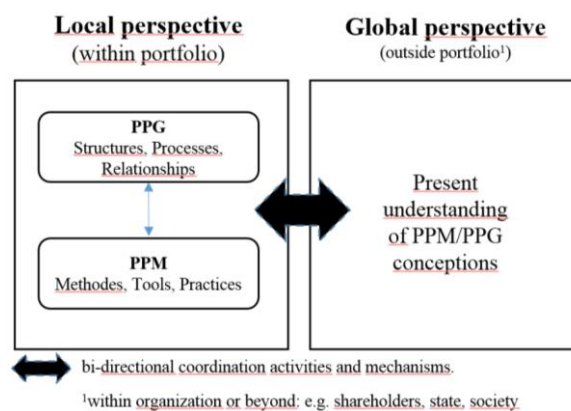 Local perspective
(within portfolio)
Global perspective
(outside portfolio¹)
PPG
Structures, Processes,
Relationships
PPM
Methodes, Tools, Practices
Present
understanding
of PPM/PPG
conceptions
bi-directional coordination activities and mechanisms.
¹within organization or beyond: e.g. shareholders, state, society